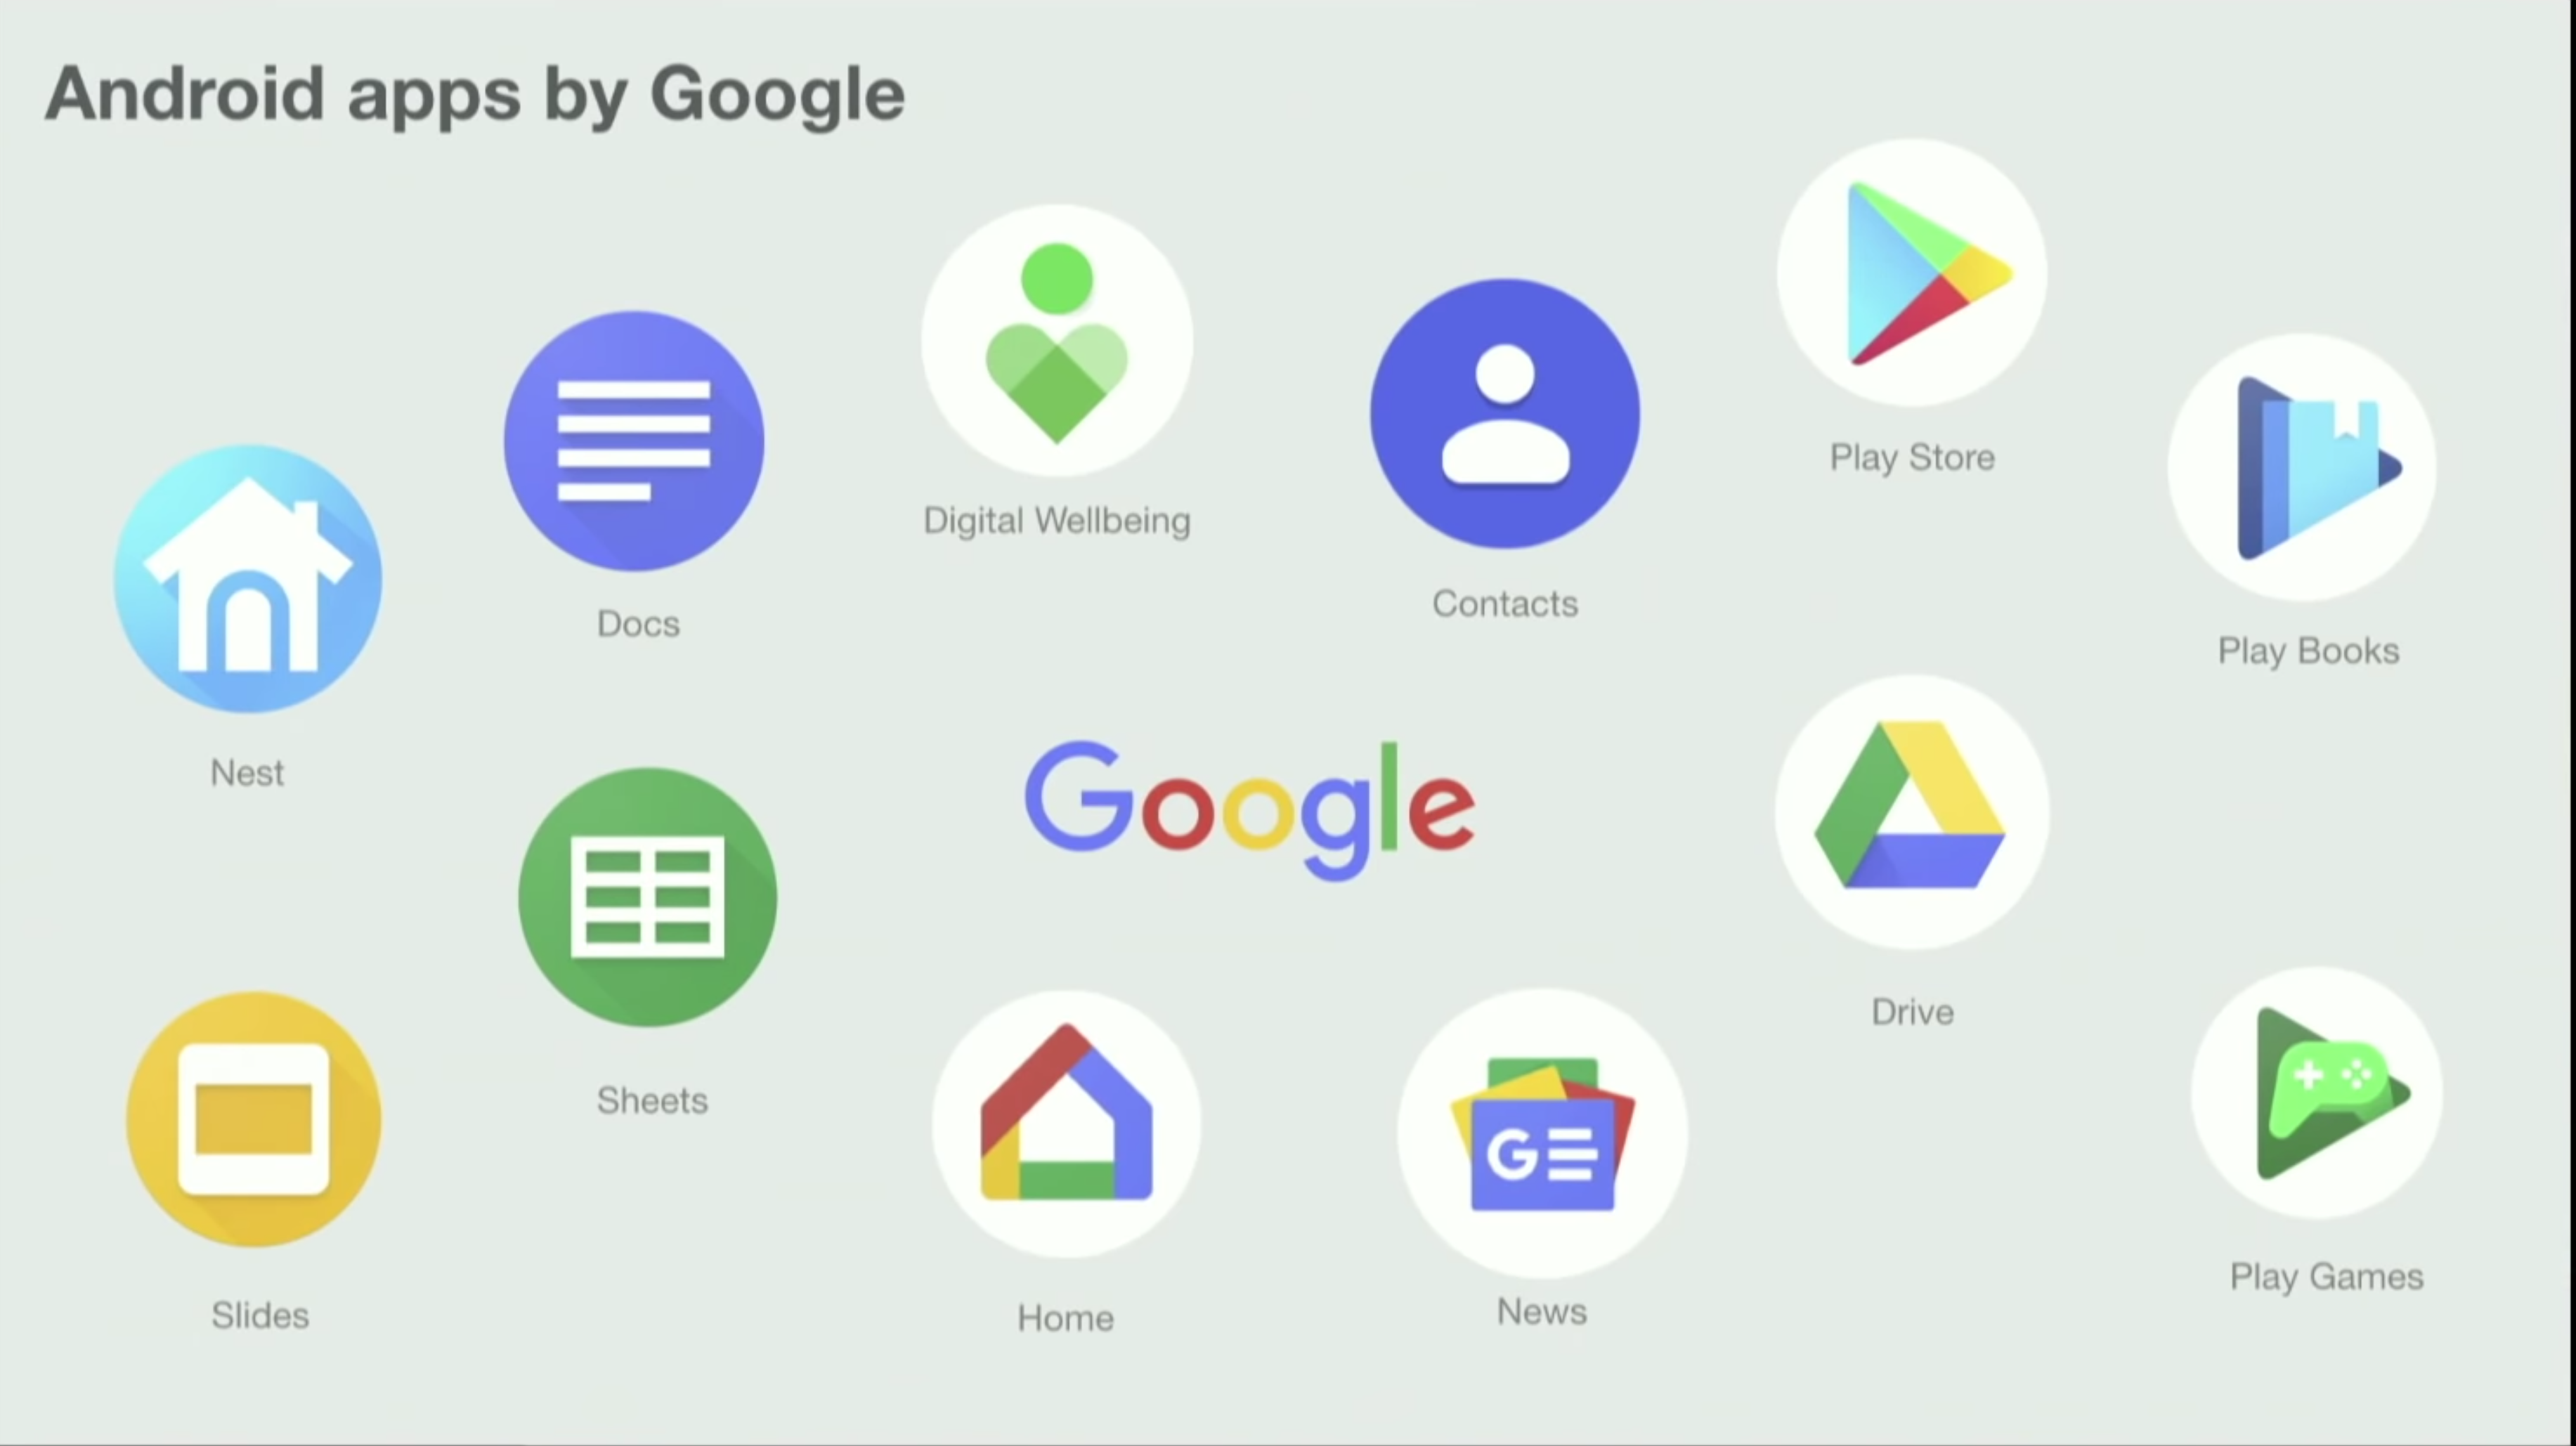 Android apps by Google
Play Store
Digital Wellbeing
Contacts
Docs
Play Books
Nest
Google
Drive
Sheets
G
Play Games
News
Slides
Home